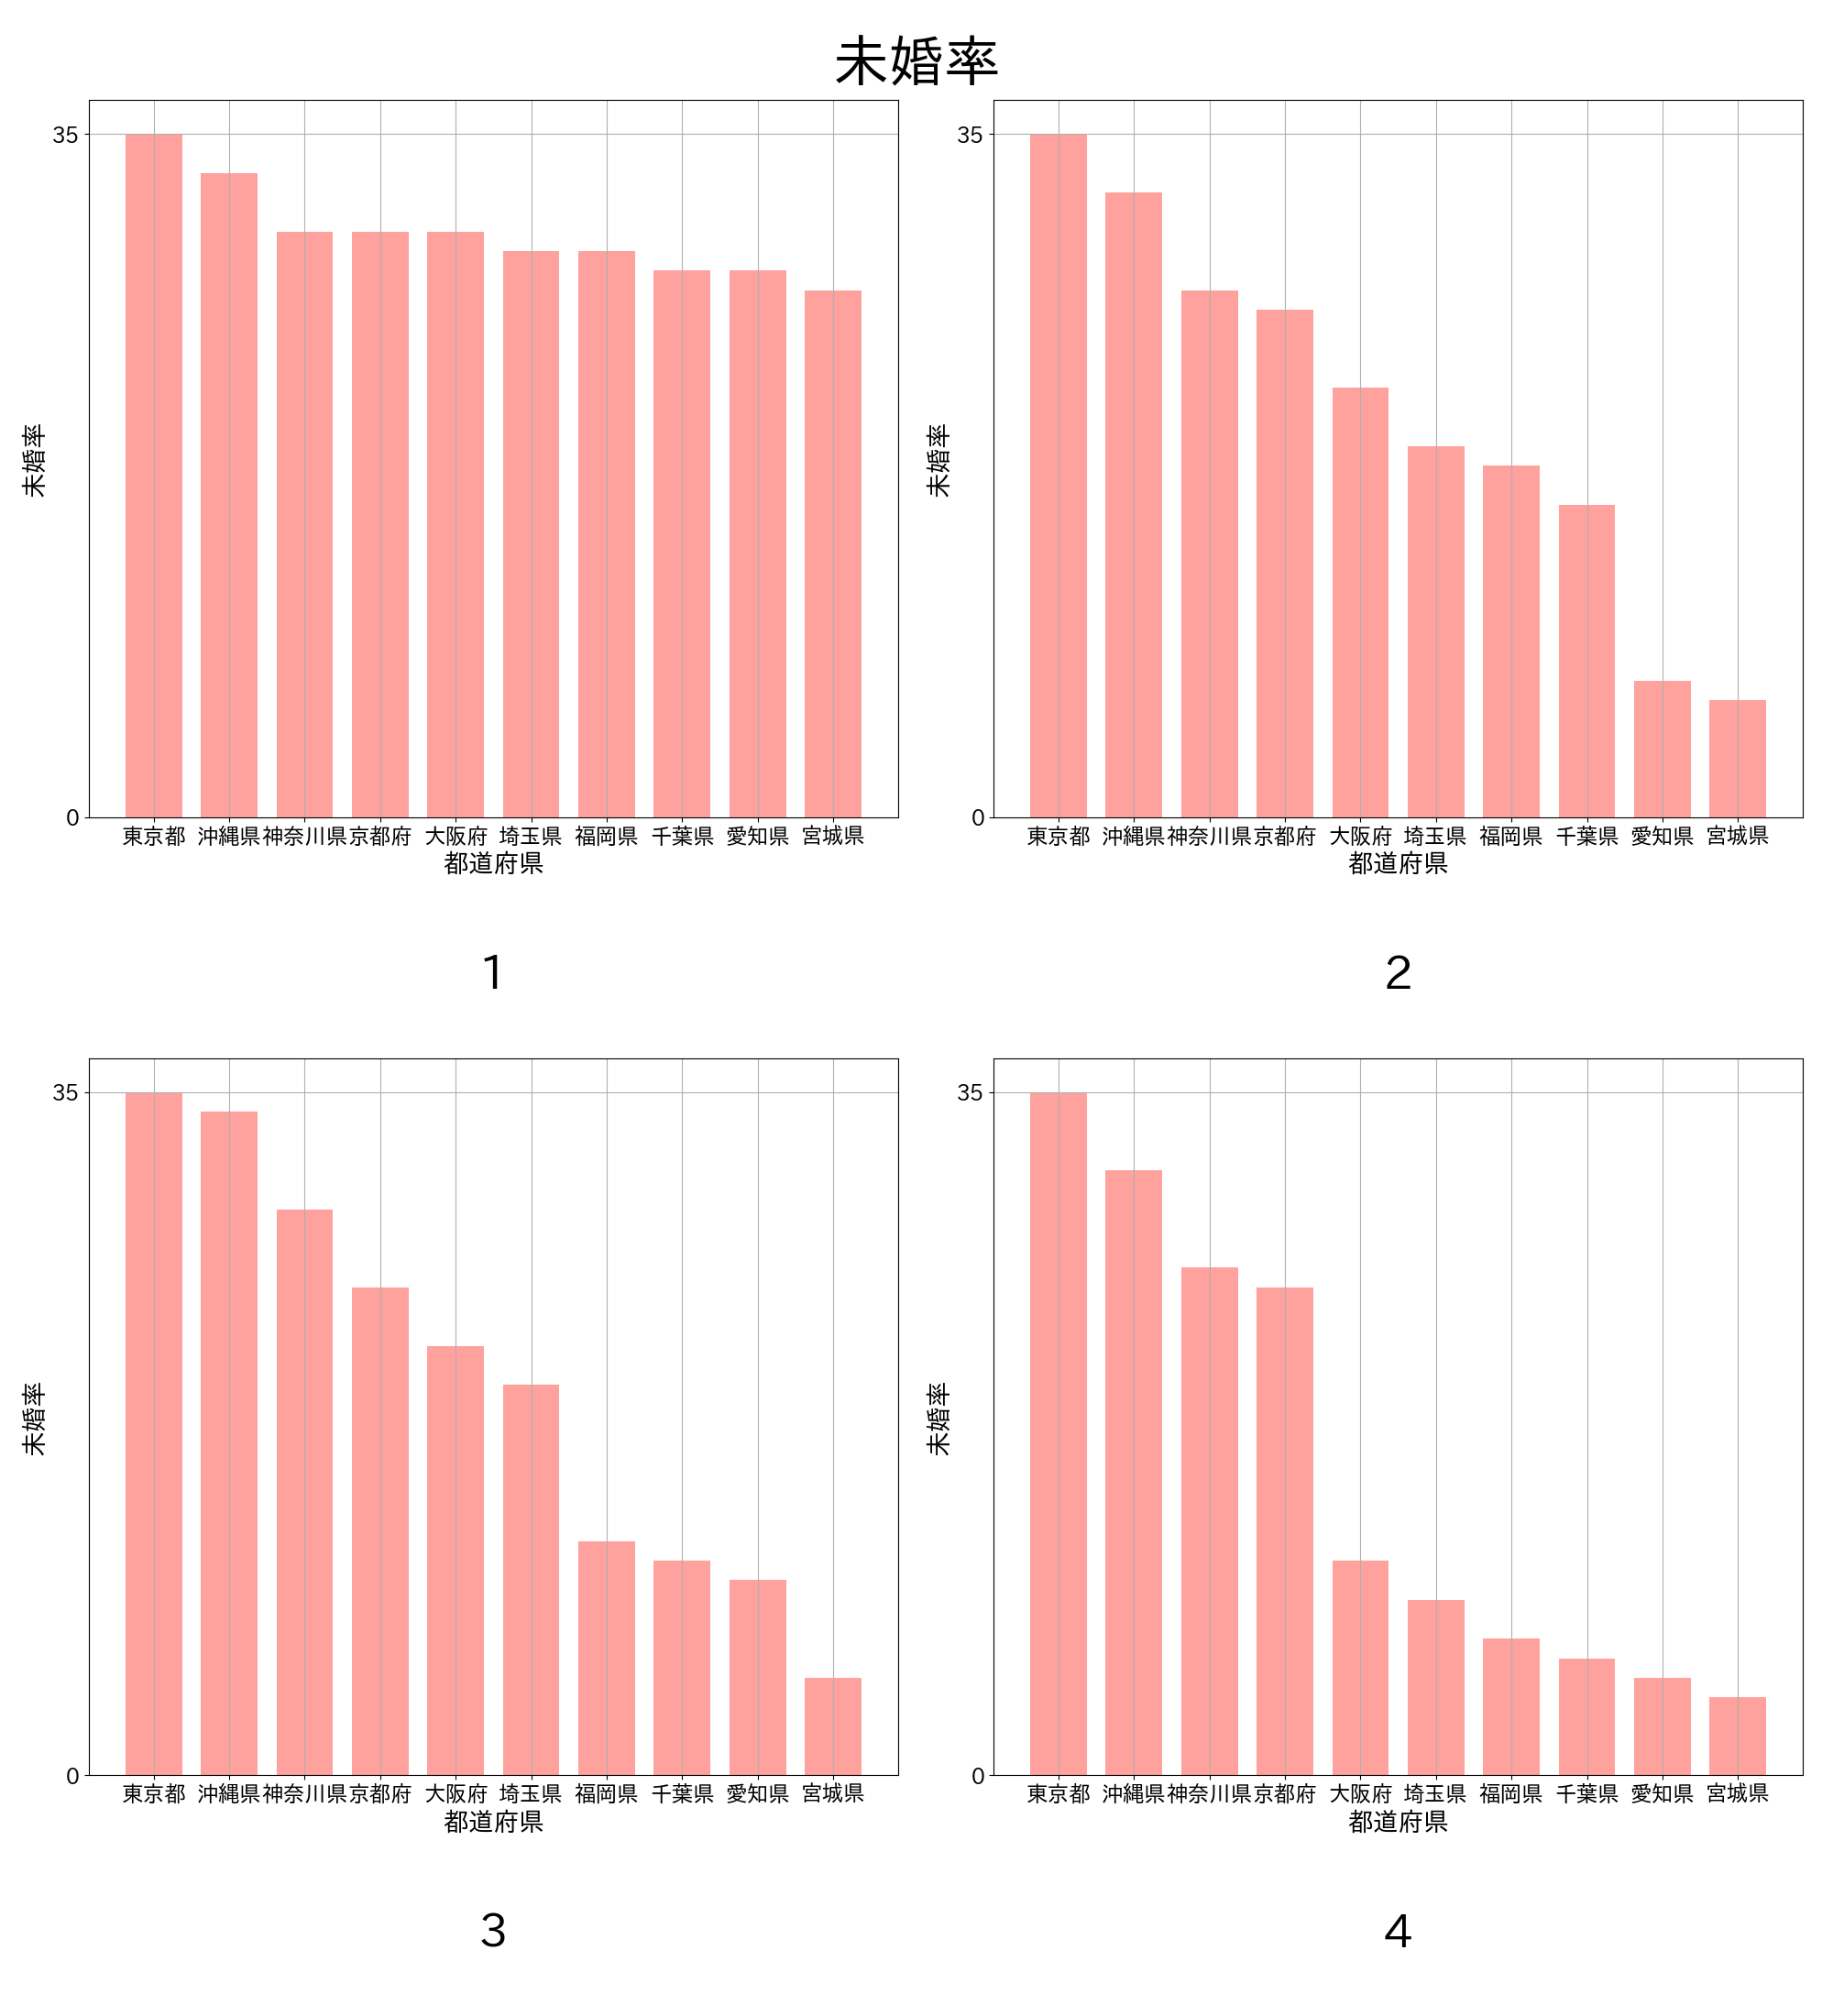 未婚率
35
0
未婚率
東京都 沖縄県 神奈川県 京都府 大阪府 埼玉県 福岡県 千葉県 愛知県 宮城県
都道府県
1
35
0
未婚率
東京都 沖縄県 神奈川県 京都府 大阪府 埼玉県 福岡県 千葉県 愛知県 宮城県
都道府県
2
35
0
未婚率
東京都 沖縄県 神奈川県 京都府 大阪府 埼玉県 福岡県 千葉県 愛知県 宮城県
都道府県
3
35
0
未婚率
東京都 沖縄県 神奈川県 京都府 大阪府 埼玉県 福岡県 千葉県 愛知県 宮城県
都道府県
4